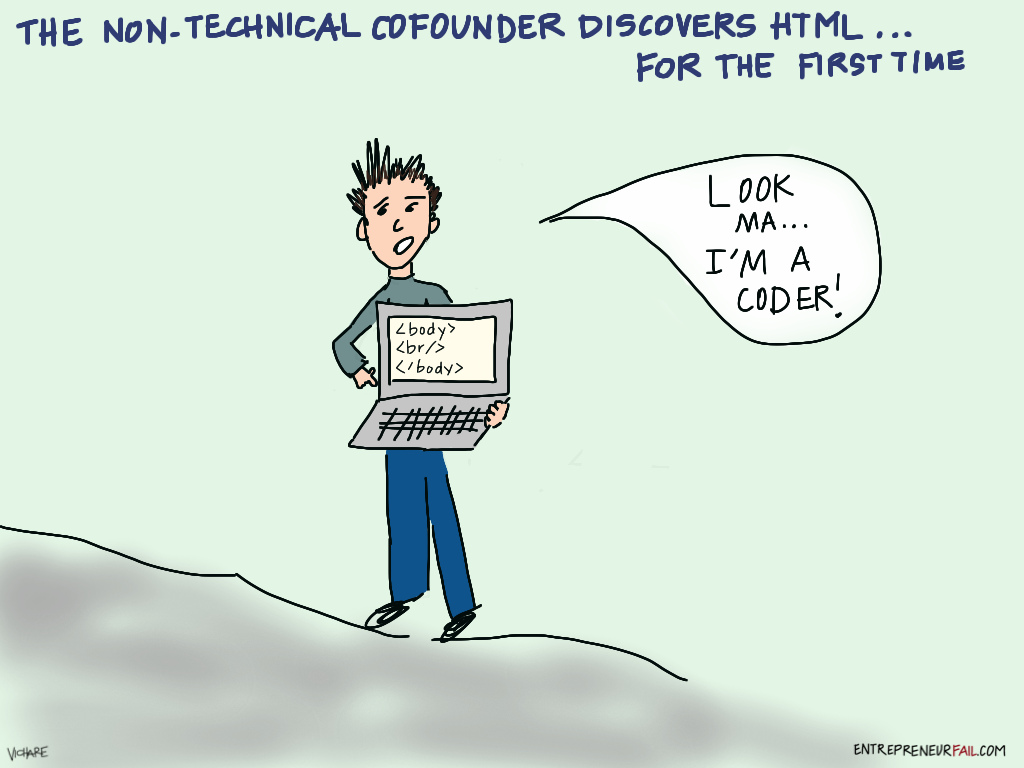 THE NON-TECHNICAL COFOUNDER DISCOVERS HTML...
FOR THE FIRST TIME
LOOK
MA...
I'M A
CODER!
<body>
<br/>
</body>
VICHARE
ENTREPRENEURFAIL.COM